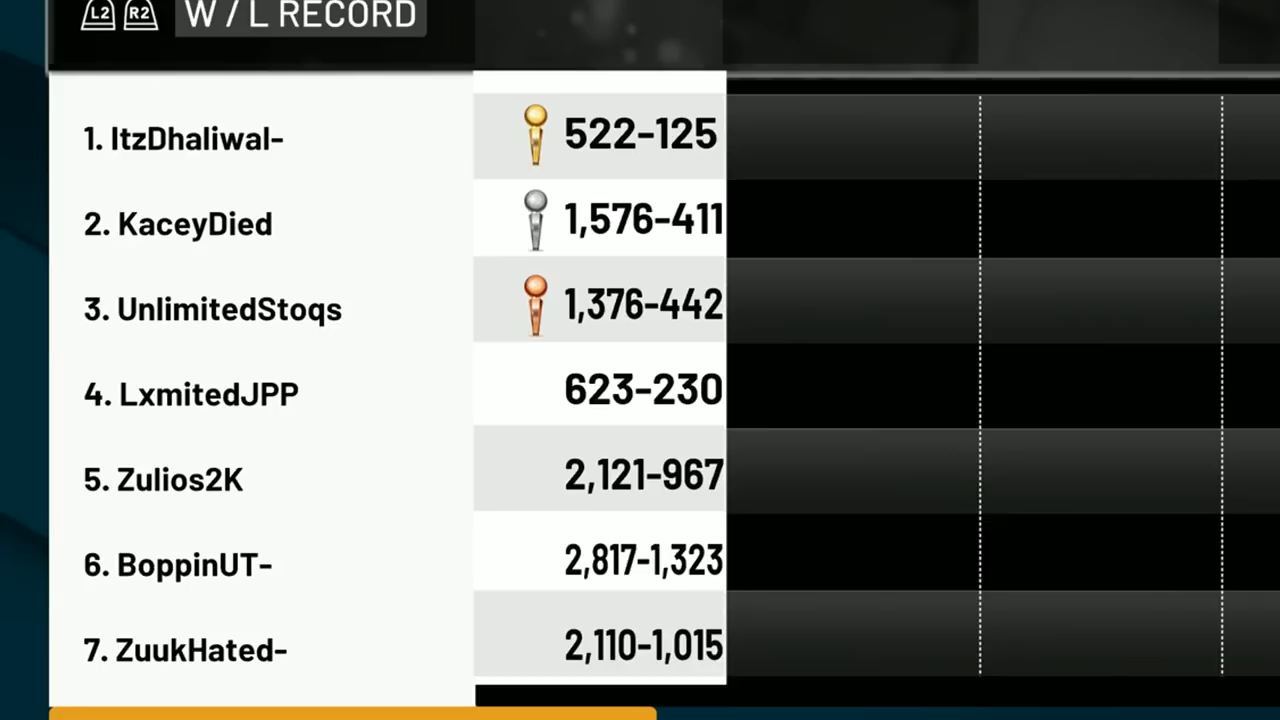 L2 R2 W / L RECORD
1. ItzDhaliwal- 522-125
2. KaceyDied 1,576-411
3. UnlimitedStoqs 1,376-442
4. LxmitedJPP 623-230
5. Zulios2K 2,121-967
6. BoppinUT- 2,817-1,323
7. ZuukHated- 2,110-1,015